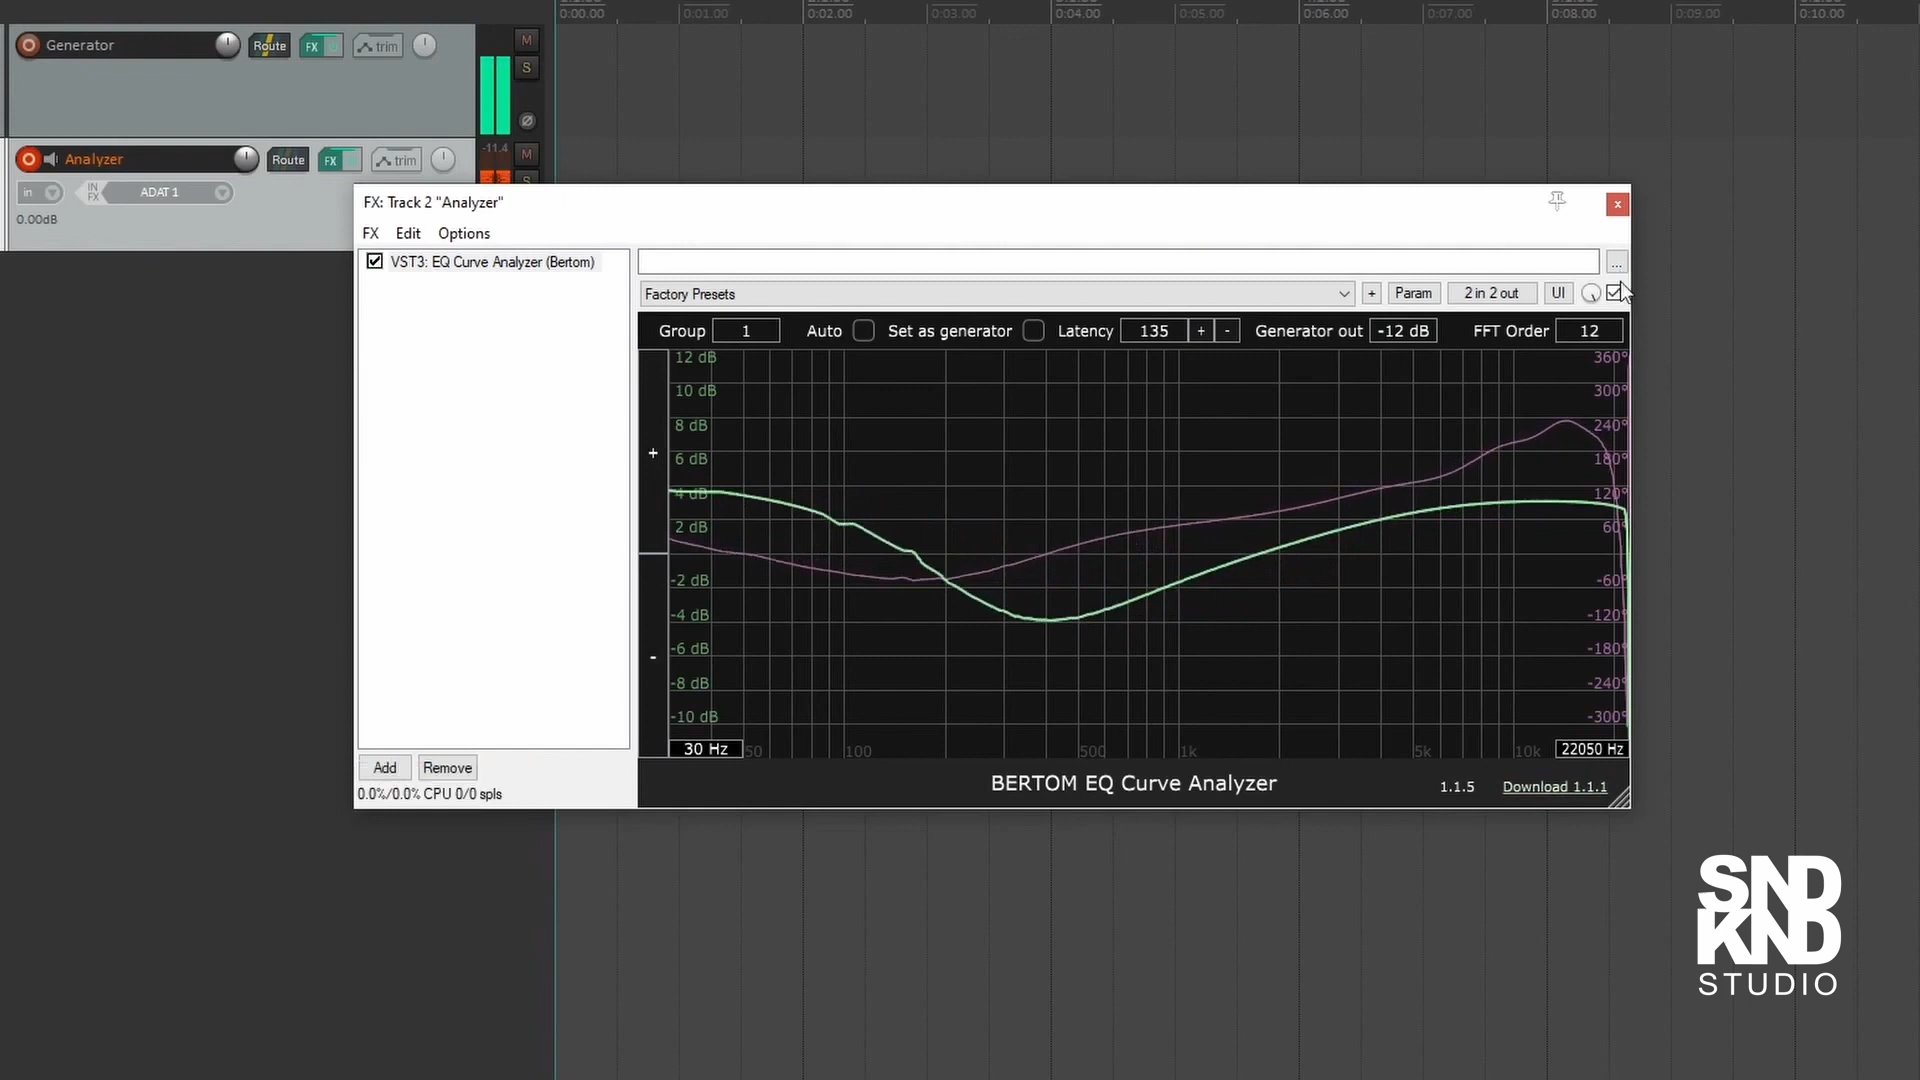 0:00.00 0:01.00 0:02.00 0:03.00 0:04.00 0:05.00 0:06.00 0:07.00 0:08.00 0:09.00 0:10.00
Generator Route FX trim M
S
Ø
-11.4
Analyzer Route FX trim M
S
in IN FX ADAT 1
0.00dB
FX: Track 2 "Analyzer" x
FX Edit Options
VST3: EQ Curve Analyzer (Bertom) ...
Factory Presets + Param 2 in 2 out UI
Group 1 Auto Set as generator Latency 135 + - Generator out -12 dB FFT Order 12
12 dB 360°
10 dB 300°
8 dB 240°
+ 6 dB 180°
4 dB 120°
2 dB 60°
-2 dB -60°
-4 dB -120°
- -6 dB -180°
-8 dB -240°
-10 dB -300°
30 Hz 50 100 500 1k 5k 10k 22050 Hz
Add Remove
0.0%/0.0% CPU 0/0 spls
BERTOM EQ Curve Analyzer 1.1.5 Download 1.1.1
SND
KND
STUDIO